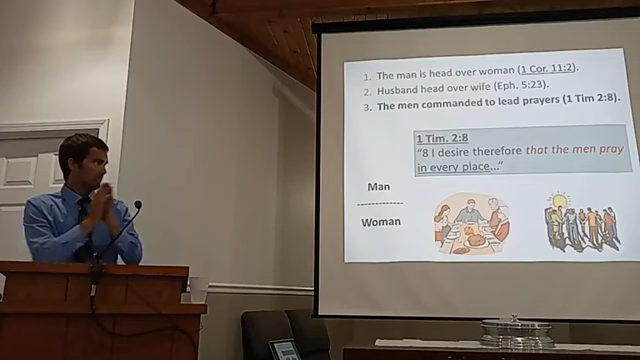 1. The man is head over woman (1 Cor. 11:2).
2. Husband head over wife (Eph. 5:23).
3. The men commanded to lead prayers (1 Tim 2:8).
1 Tim. 2:8
"8 I desire therefore that the men pray
in every place..."
Man
Woman